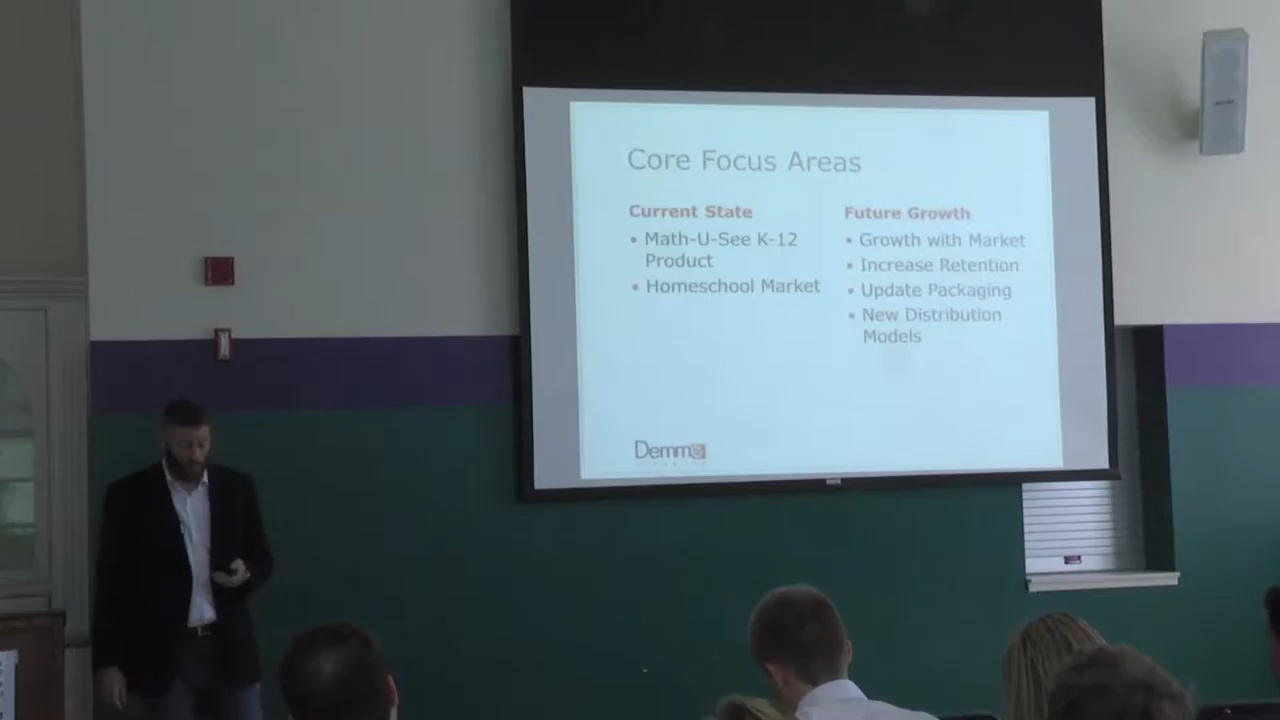 Core Focus Areas
Current State
• Math-U-See K-12
Product
• Homeschool Market
Future Growth
• Growth with Market
• Increase Retention
• Update Packaging
• New Distribution
Models
Demme